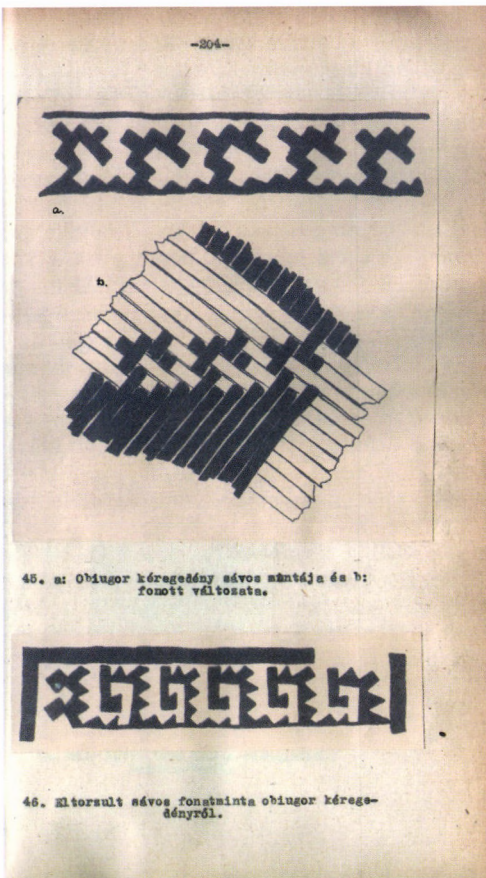 -204-
a.
b.
45. a: Obiugor kéregedény sávos mintája és b:
fonott változata.
46. Eltorzult sávos fonatminta obiugor kérege-
dényről.